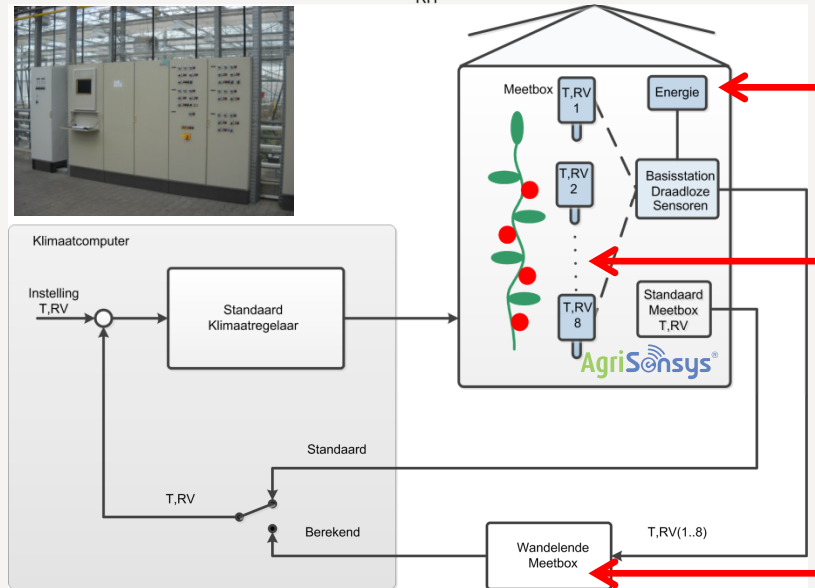 RH
Meetbox
T,RV
1
Energie
T,RV
2
Basisstation
Draadloze
Sensoren
T,RV
8
Standaard
Meetbox
T,RV
AgriSensys®
Klimaatcomputer
Instelling
T,RV
Standaard
Klimaatregelaar
Standaard
T,RV
Berekend
Wandelende
Meetbox
T,RV(1..8)